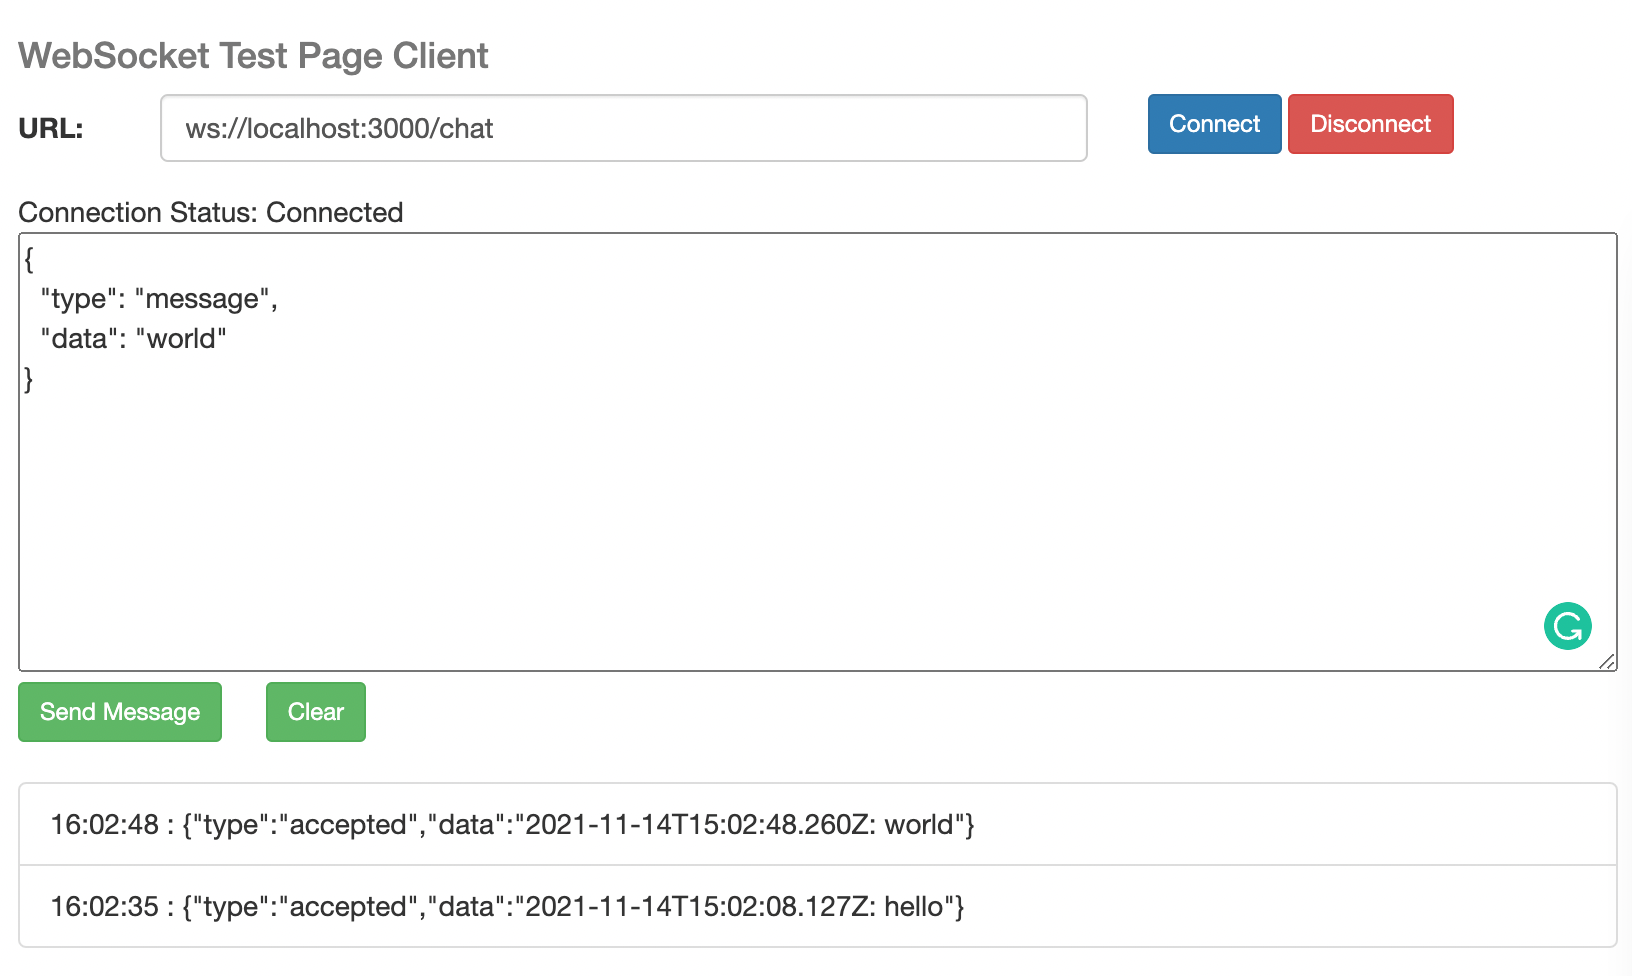 WebSocket Test Page Client
URL: ws://localhost:3000/chat Connect Disconnect
Connection Status: Connected
{
"type": "message",
"data": "world"
}
Send Message Clear
16:02:48 : {"type":"accepted","data":"2021-11-14T15:02:48.260Z: world"}
16:02:35 : {"type":"accepted","data":"2021-11-14T15:02:08.127Z: hello"}